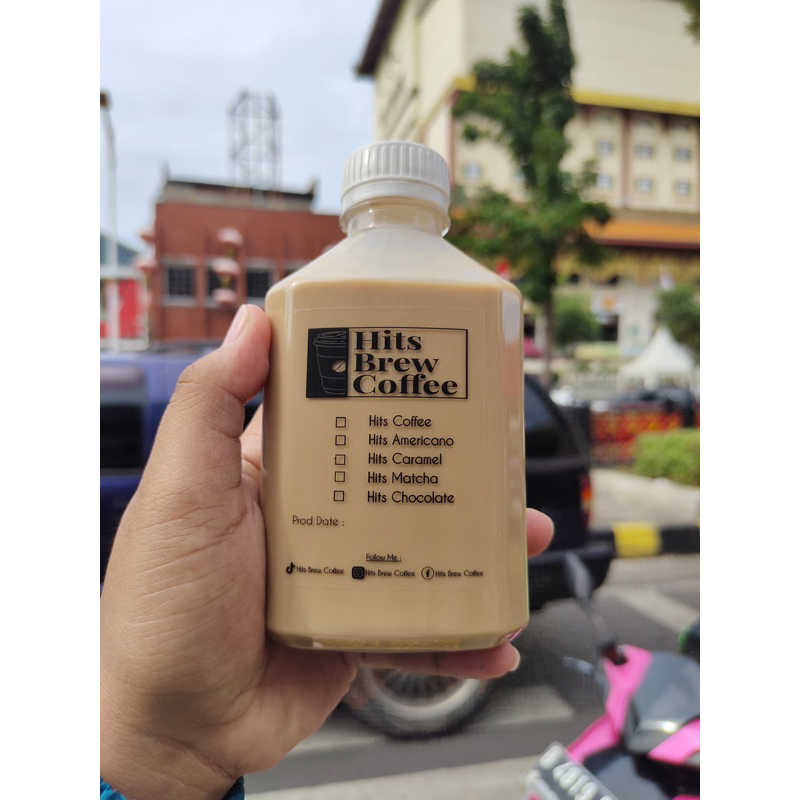 Hits
Brew
Coffee
Hits Coffee
Hits Americano
Hits Caramel
Hits Matcha
Hits Chocolate
Prod Date :
Follow Me :
Hits Brew Coffee Hits Brew Coffee Hits Brew Coffee